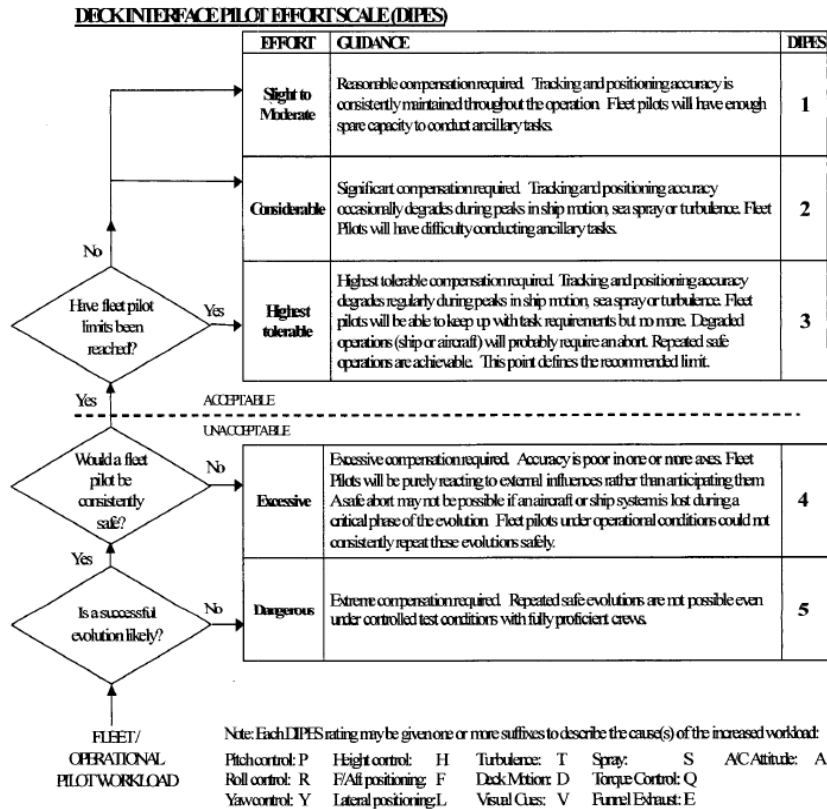 DECK INTERFACE PILOT EFFORT SCALE (DIPES)
EFFORT GUIDANCE DIPES
Slight to
Moderate
Reasonable compensation required. Tracking and positioning accuracy is
consistently maintained throughout the operation. Fleet pilots will have enough
spare capacity to conduct ancillary tasks.
1
Considerable
Significant compensation required. Tracking and positioning accuracy
occasionally degrades during peaks in ship motion, sea spray or turbulence. Fleet
Pilots will have difficulty conducting ancillary tasks.
2
No
Have fleet pilot
limits been
reached?
Yes
Highest
tolerable
Highest tolerable compensation required. Tracking and positioning accuracy
degrades regularly during peaks in ship motion, sea spray or turbulence. Fleet
pilots will be able to keep up with task requirements but no more. Degraded
operations (ship or aircraft) will probably require an abort. Repeated safe
operations are achievable. This point defines the recommended limit.
3
Yes
ACCEPTABLE
UNACCEPTABLE
Would a fleet
pilot be
consistently
safe?
No
Excessive
Excessive compensation required. Accuracy is poor in one or more axes. Fleet
Pilots will be purely reacting to external influences rather than anticipating them
A safe abort may not be possible if an aircraft or ship system is lost during a
critical phase of the evolution. Fleet pilots under operational conditions could not
consistently repeat these evolutions safely.
4
Yes
Is a successful
evolution likely?
No
Dangerous
Extreme compensation required. Repeated safe evolutions are not possible even
under controlled test conditions with fully proficient crews.
5
FLEET/
OPERATIONAL
PILOT WORKLOAD
Note: Each DIPES rating may be given one or more suffixes to describe the cause(s) of the increased workload:
Pitch control: P Height control: H Turbulence: T Spray: S A/C Attitude: A
Roll control: R F/Aft positioning: F Deck Motion: D Torque Control: Q
Yaw control: Y Lateral positioning: L Visual Cues: V Funnel Exhaust: E